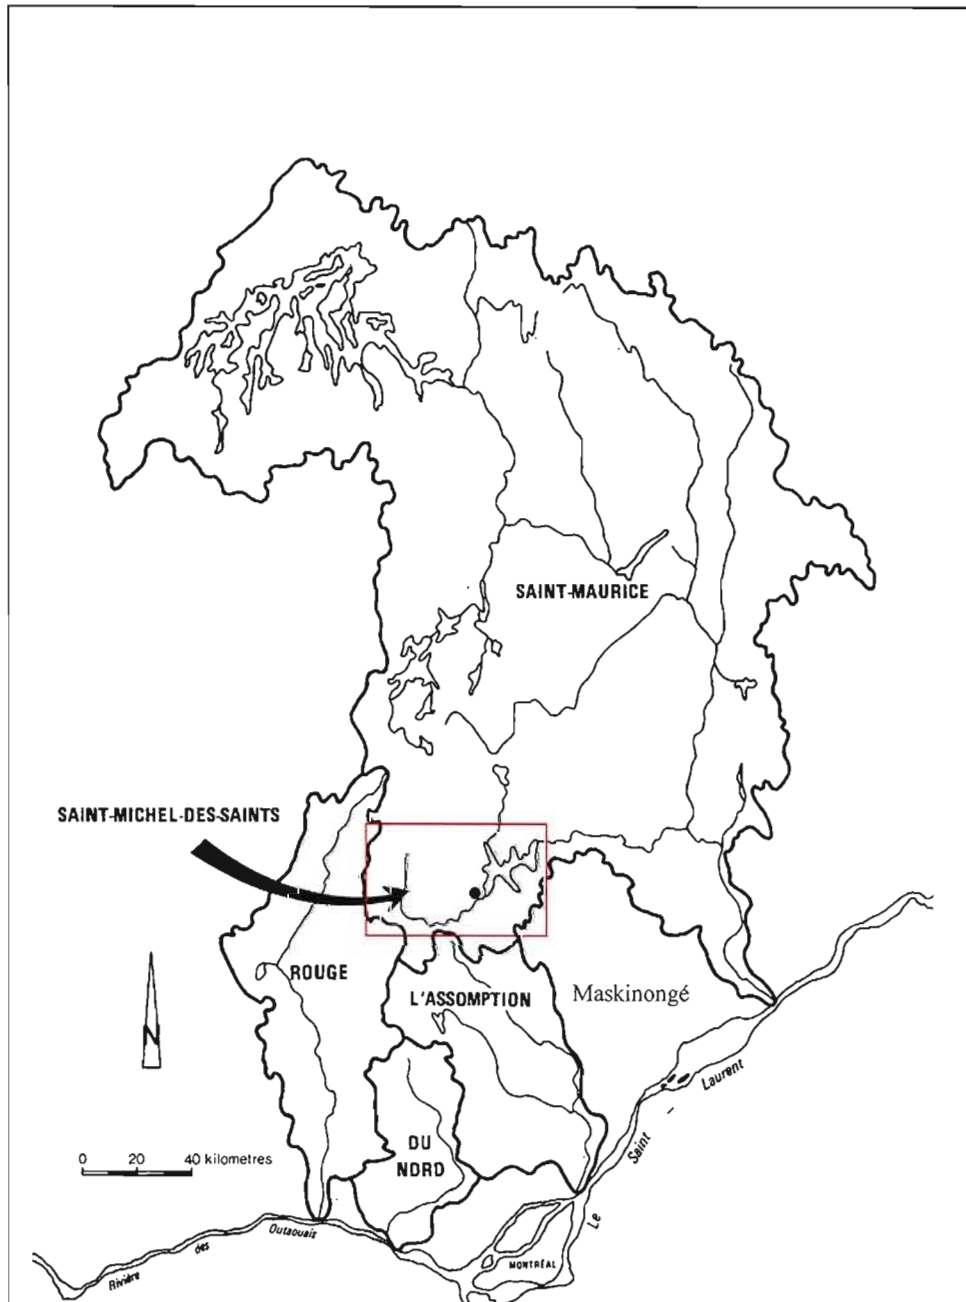 SAINT-MAURICE
SAINT-MICHEL-DES-SAINTS
ROUGE
L'ASSOMPTION
Maskinongé
N
Laurent
Saint
Le
DU
NORD
0 20 40 kilometres
Outaouais
des
Rivière
MONTRÉAL